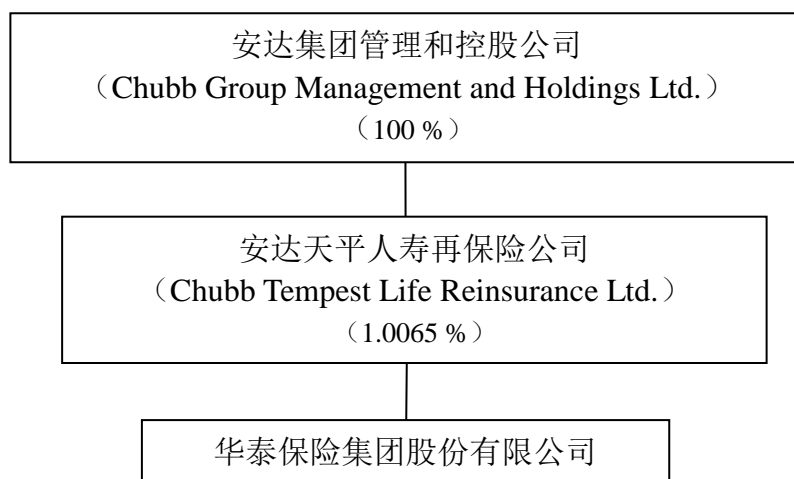 安达集团管理和控股公司
（Chubb Group Management and Holdings Ltd.）
（100 %）
安达天平人寿再保险公司
（Chubb Tempest Life Reinsurance Ltd.）
（1.0065 %）
华泰保险集团股份有限公司